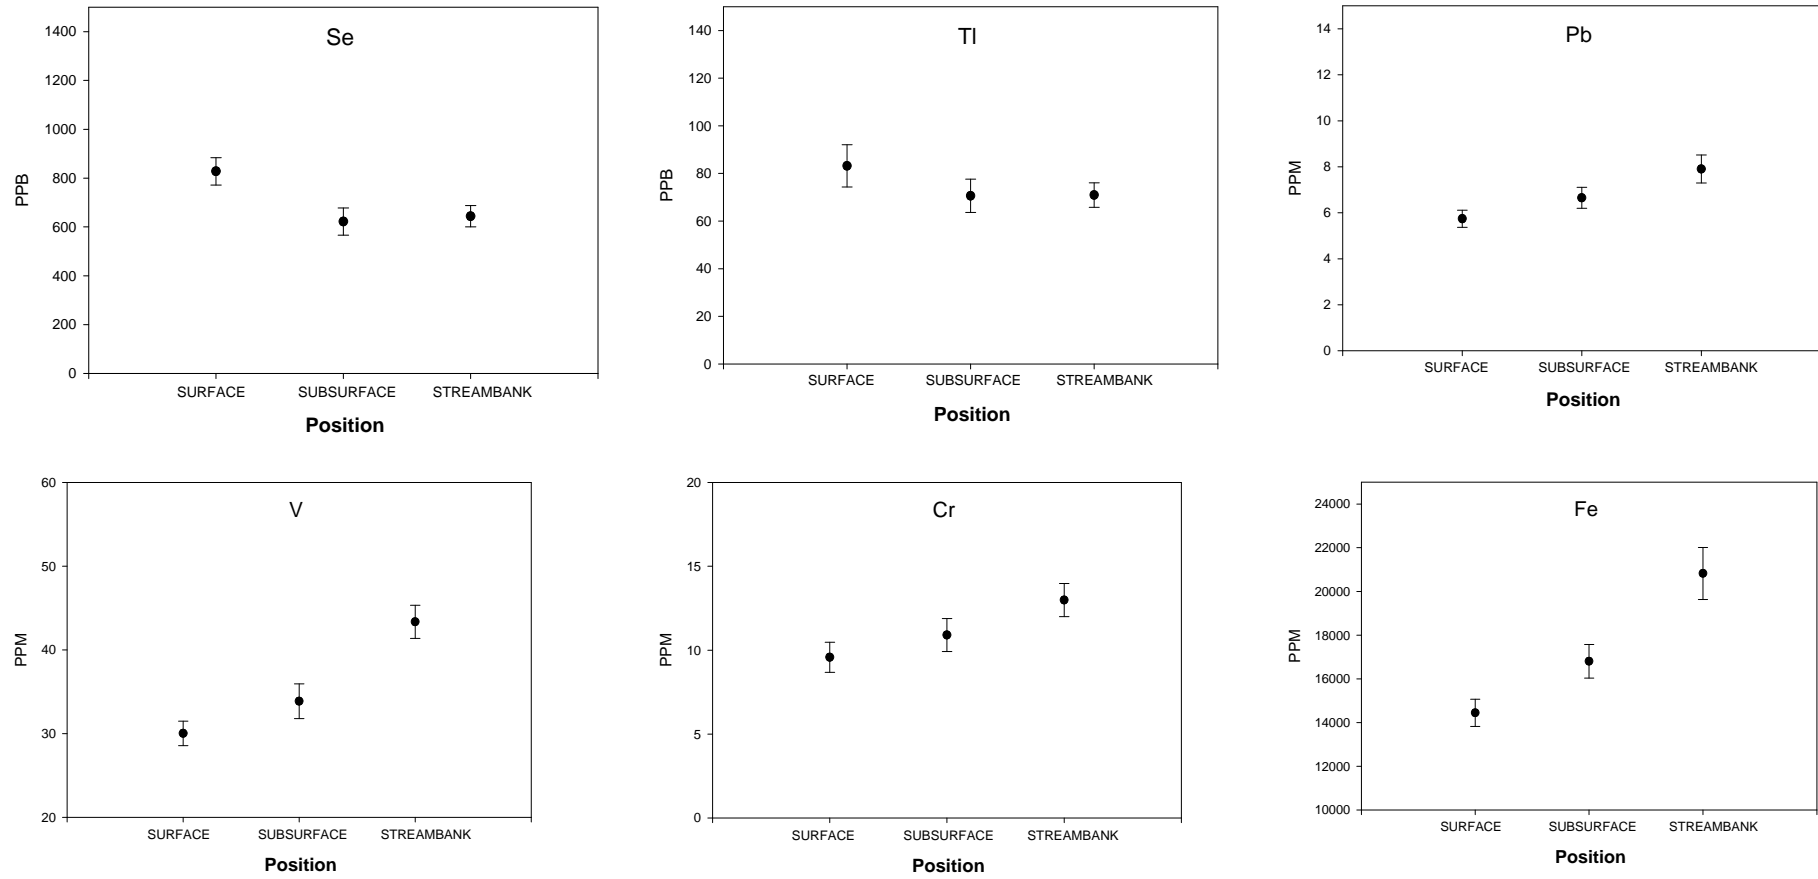 Se
1400
1200
1000
800
600
400
200
0
PPB
SURFACE SUBSURFACE STREAMBANK
Position
Tl
140
120
100
80
60
40
20
0
PPB
SURFACE SUBSURFACE STREAMBANK
Position
Pb
14
12
10
8
6
4
2
0
PPM
SURFACE SUBSURFACE STREAMBANK
Position
V
60
50
40
30
20
PPM
SURFACE SUBSURFACE STREAMBANK
Position
Cr
20
15
10
5
0
PPM
SURFACE SUBSURFACE STREAMBANK
Position
Fe
24000
22000
20000
18000
16000
14000
12000
10000
PPM
SURFACE SUBSURFACE STREAMBANK
Position